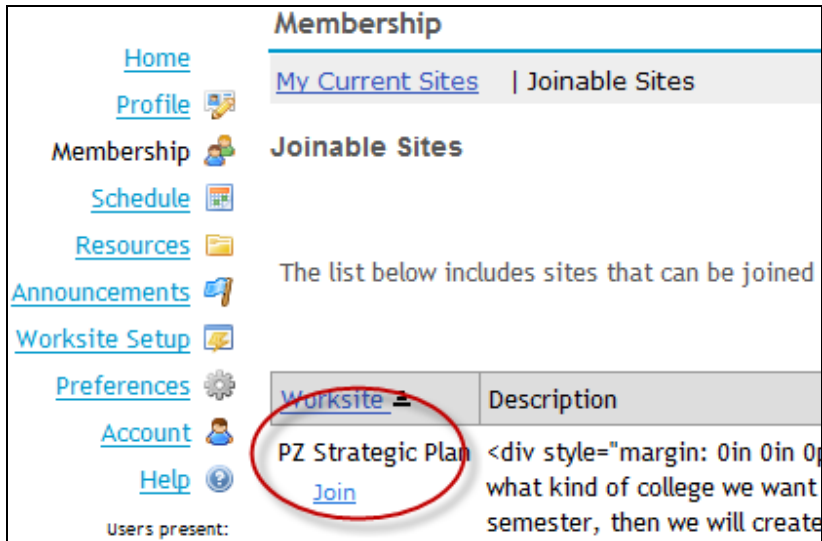 Home
Profile
Membership
Schedule
Resources
Announcements
Worksite Setup
Preferences
Account
Help
Users present:
Membership
My Current Sites | Joinable Sites
Joinable Sites
The list below includes sites that can be joined
Worksite Description
PZ Strategic Plan <div style="margin: 0in 0in
Join what kind of college we want
semester, then we will create